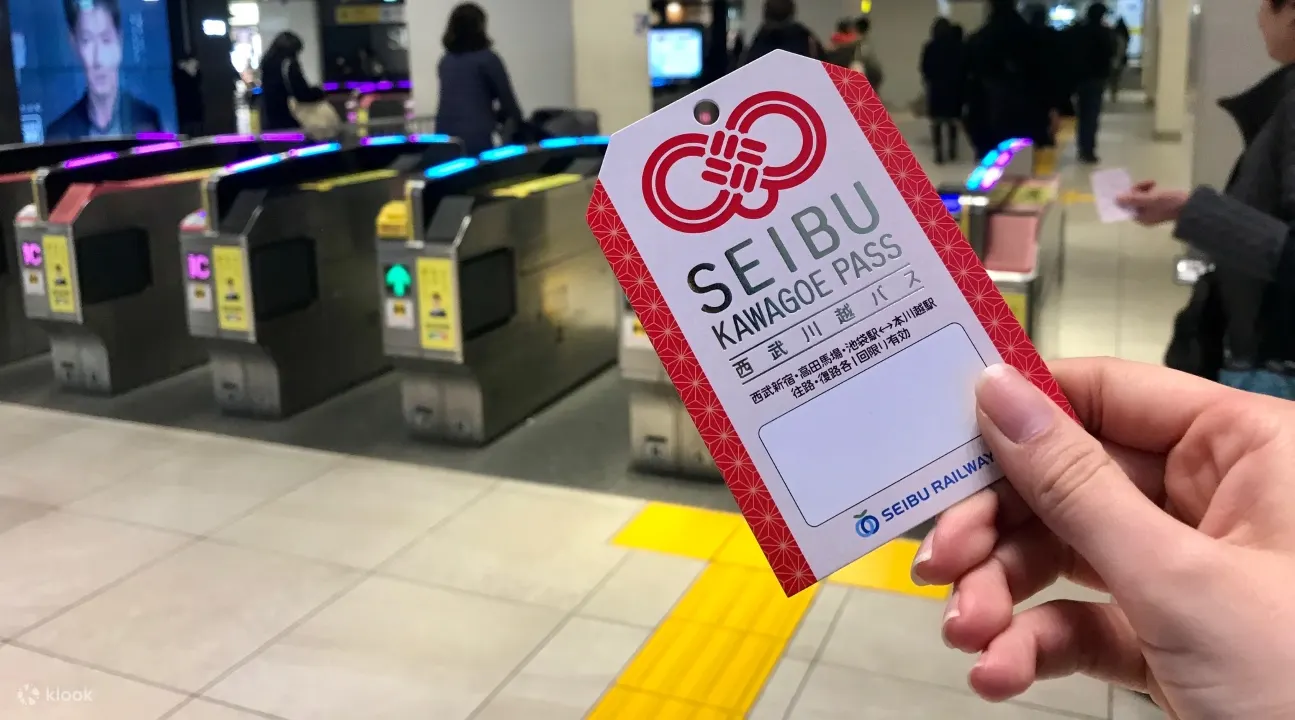 SEIBU
KAWAGOE PASS
西武川越パス
西武新宿・高田馬場・池袋駅↔本川越駅
往路・復路各1回限り有効
SEIBU RAILWAY
IC
IC
klook